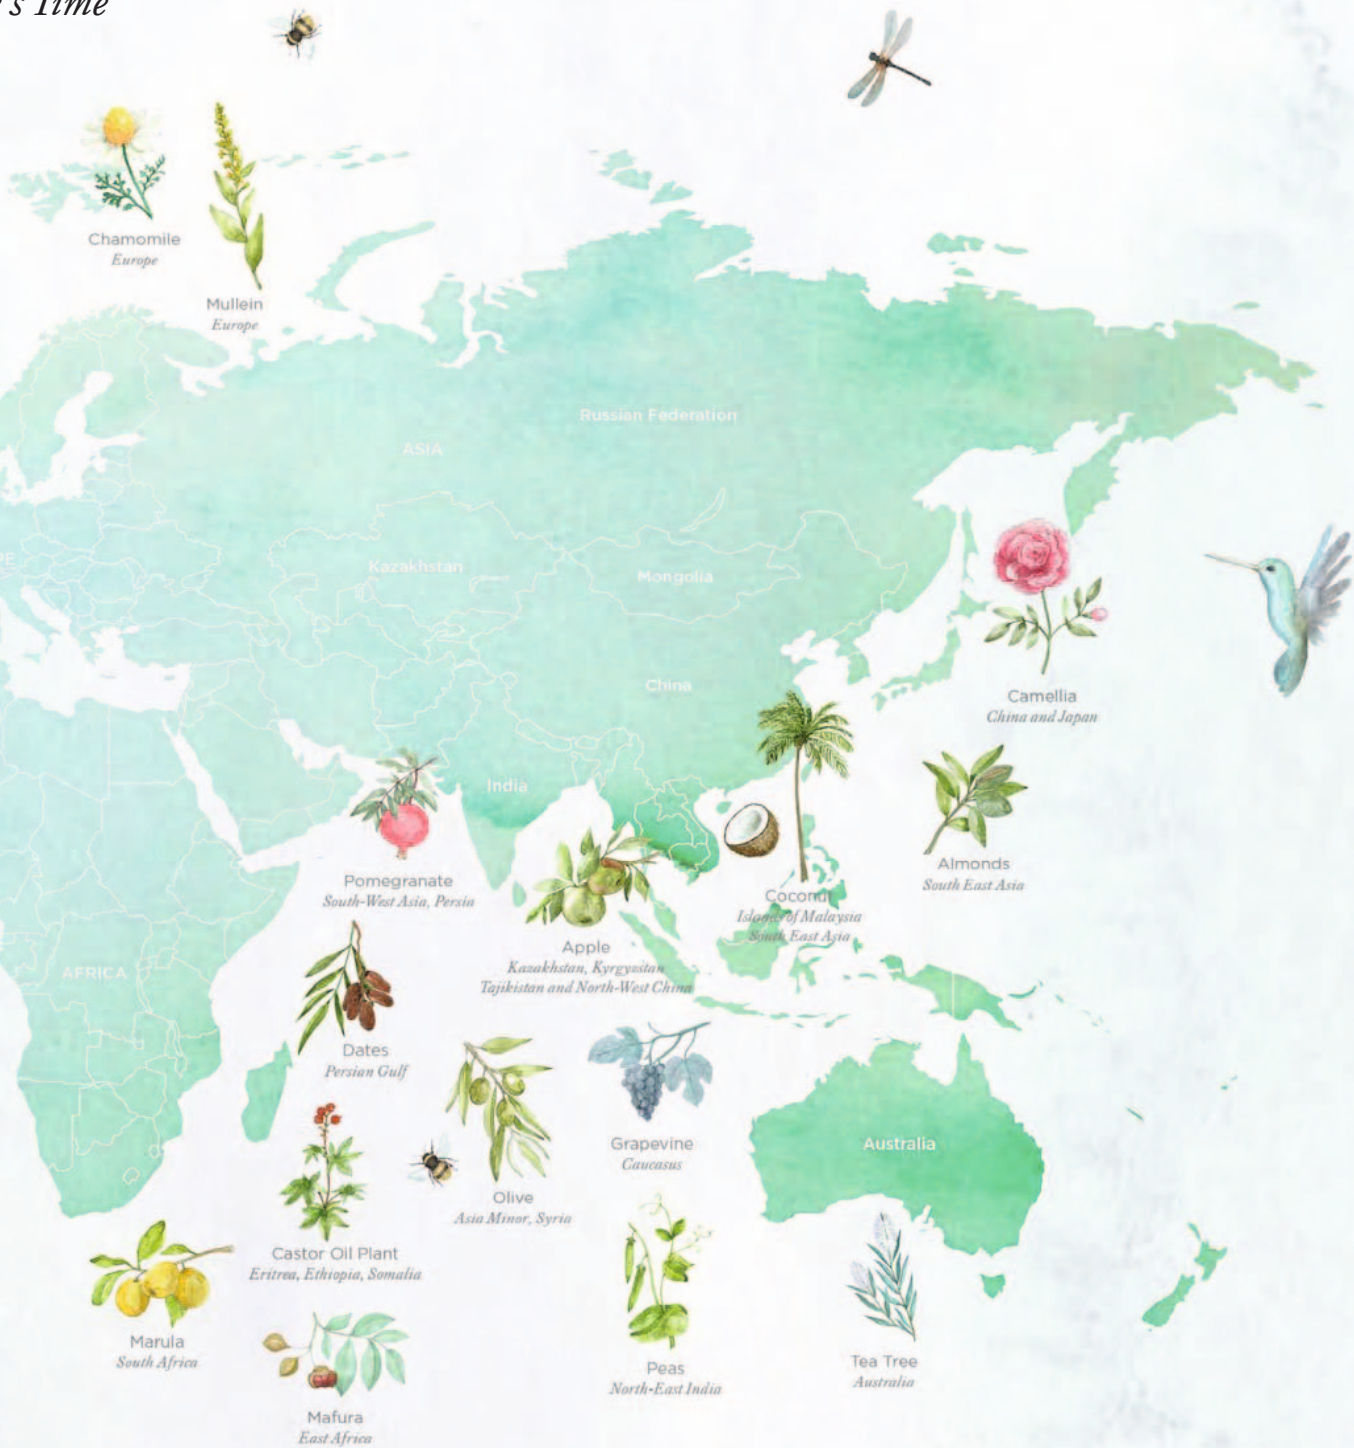 's Time
Chamomile
Europe
Mullein
Europe
Russian Federation
ASIA
Kazakhstan
Mongolia
China
Camellia
China and Japan
India
Almonds
South East Asia
Pomegranate
South-West Asia, Persia
Coconut
Islands of Malaysia
South East Asia
Apple
Kazakhstan, Kyrgyzstan
Tajikistan and North-West China
AFRICA
Dates
Persian Gulf
Grapevine
Caucasus
Australia
Olive
Asia Minor, Syria
Castor Oil Plant
Eritrea, Ethiopia, Somalia
Marula
South Africa
Peas
North-East India
Tea Tree
Australia
Mafura
East Africa